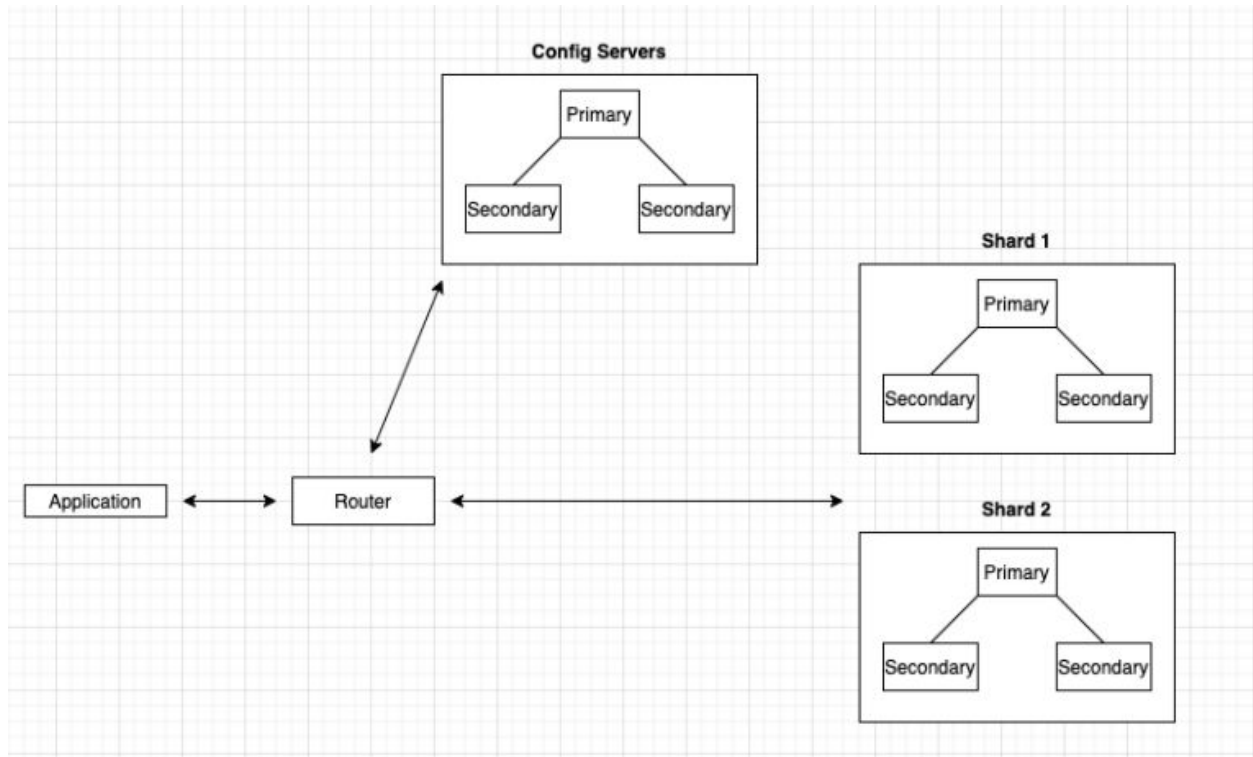 Config Servers
Primary
Secondary
Secondary
Shard 1
Primary
Secondary
Secondary
Application
Router
Shard 2
Primary
Secondary
Secondary